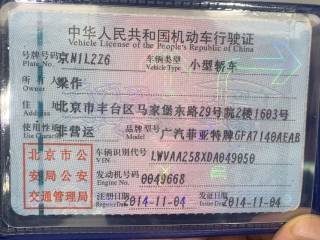 中华人民共和国机动车行驶证
Vehicle License of the People's Republic of China
号牌号码 京N1L2Z6 车辆类型 小型轿车
Plate No. Vehicle Type
所有人 梁作
Owner
住址 北京市丰台区马家堡东路29号院2楼1603号
Address
使用性质 非营运 品牌型号 广汽菲亚特牌GFA7140AEAB
Use Character Model
北京市公安局公安交通管理局
车辆识别代号 LWVAA258XDA049050
VIN
发动机号码 0049668
Engine No.
注册日期 2014-11-04 发证日期 2014-11-04
Register Date Issue Date